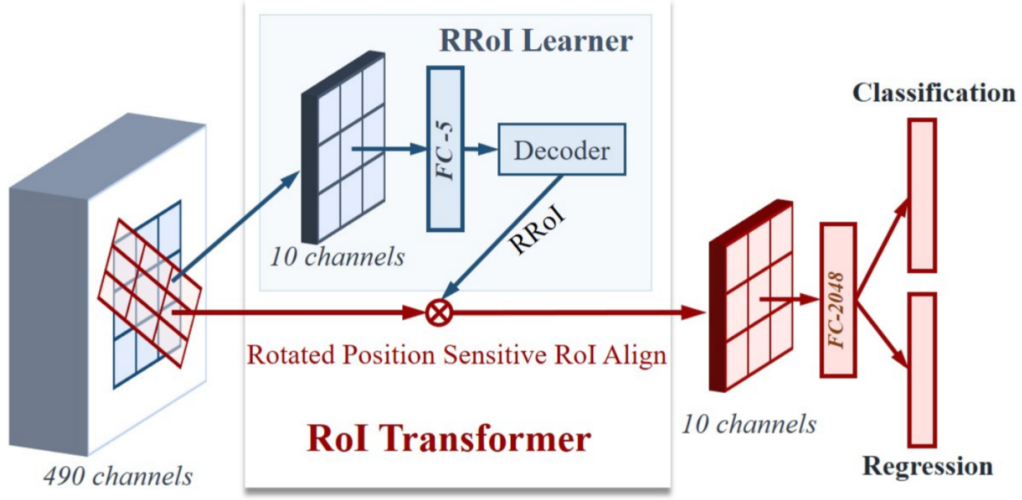 RRoI Learner
Classification
FC-5
Decoder
RRoI
10 channels
FC-2048
Rotated Position Sensitive RoI Align
RoI Transformer
10 channels
490 channels
Regression